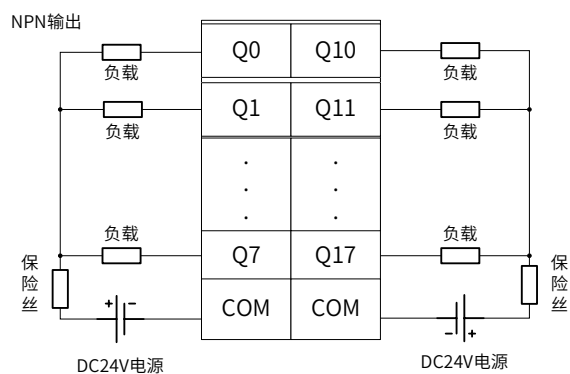 NPN输出
Q0 Q10
负载 负载
Q1 Q11
负载 负载
负载 负载
Q7 Q17
保险丝 保险丝
COM COM
+ - - +
DC24V电源 DC24V电源